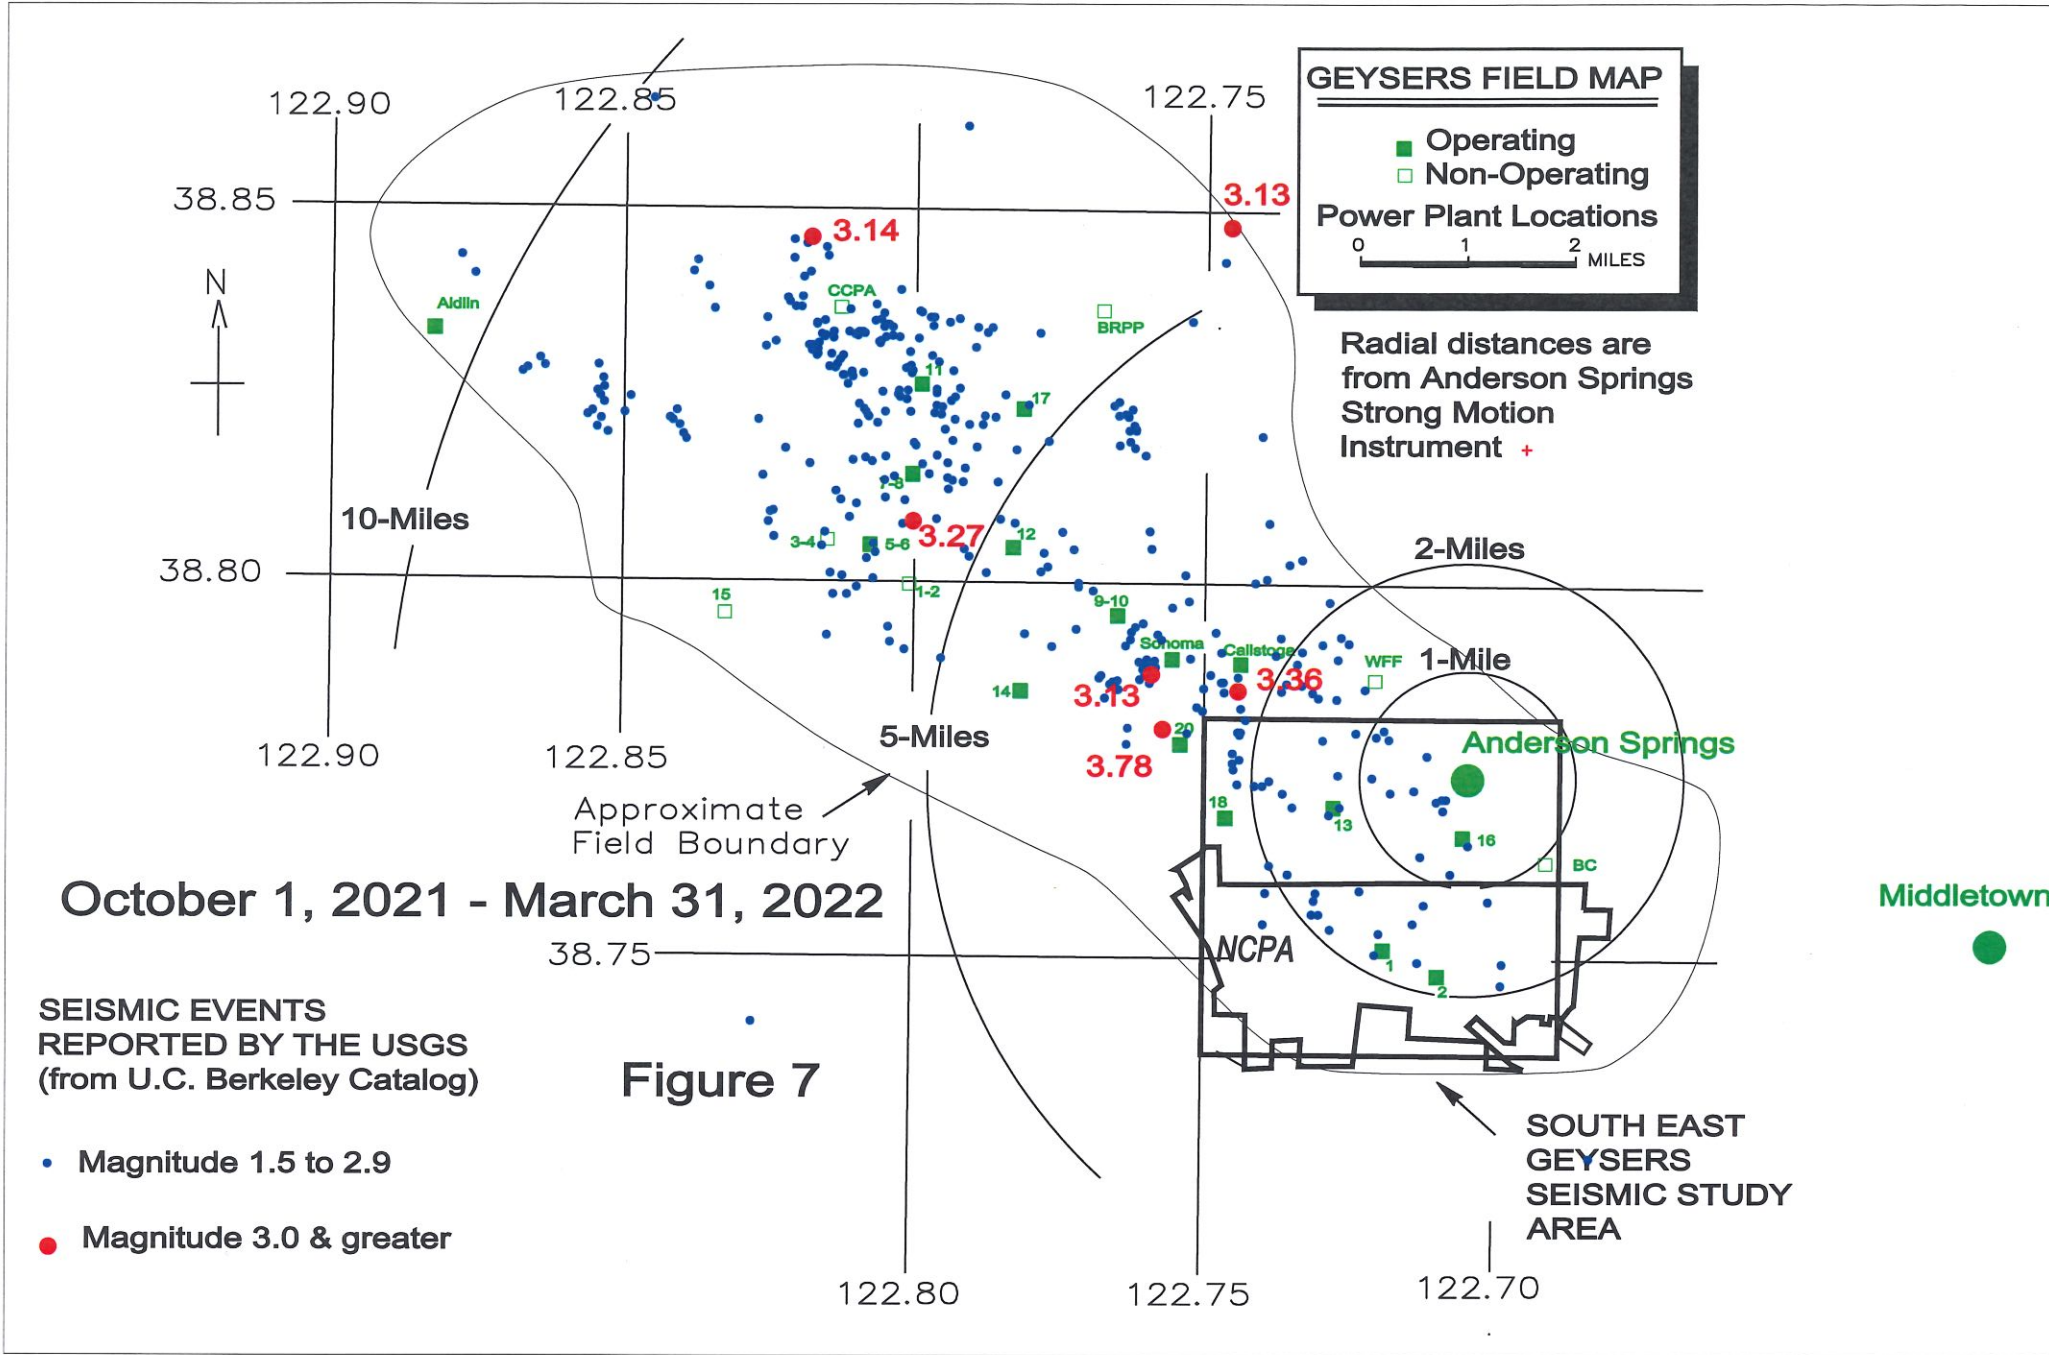 122.90
122.85
122.75
GEYSERS FIELD MAP
Operating
Non-Operating
Power Plant Locations
0 1 2
MILES
38.85
3.13
3.14
N
Aidlin
CCPA
BRPP
Radial distances are
from Anderson Springs
Strong Motion
Instrument +
11
17
7-8
10-Miles
3-4
5-6
3.27
12
2-Miles
38.80
15
1-2
9-10
Sonoma
Calistoga
WFF
1-Mile
14
3.13
3.36
20
5-Miles
Anderson Springs
122.90
122.85
3.78
Approximate
Field Boundary
18
13
16
BC
October 1, 2021 - March 31, 2022
Middletown
38.75
NCPA
1
2
SEISMIC EVENTS
REPORTED BY THE USGS
(from U.C. Berkeley Catalog)
Figure 7
Magnitude 1.5 to 2.9
Magnitude 3.0 & greater
SOUTH EAST
GEYSERS
SEISMIC STUDY
AREA
122.80
122.75
122.70